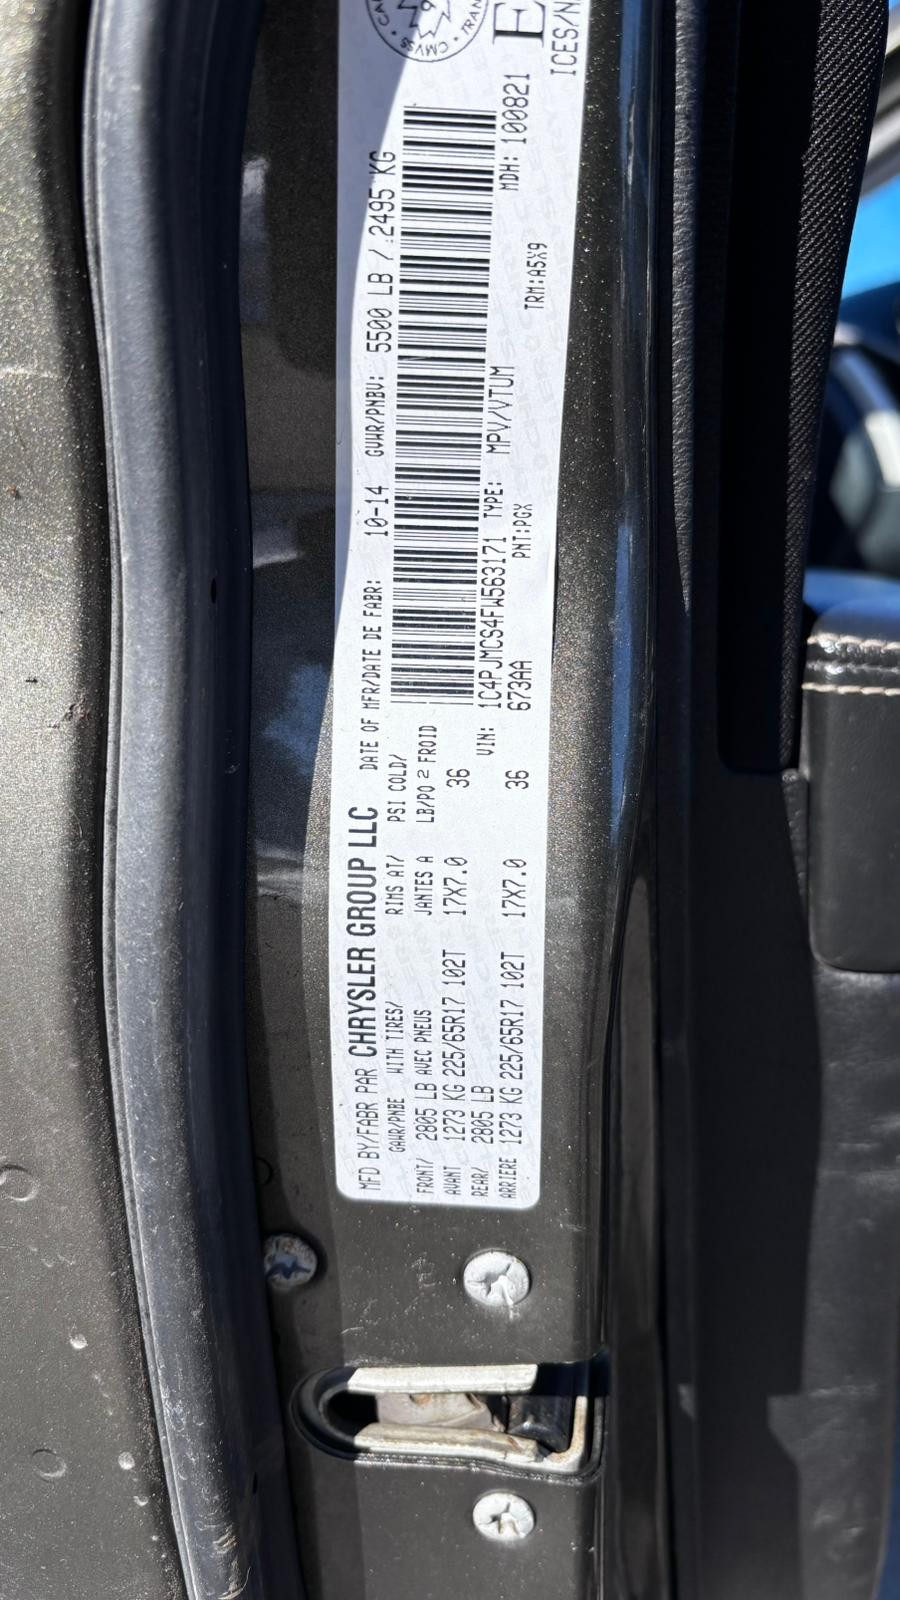 MFD BY/FABR PAR CHRYSLER GROUP LLC DATE OF MFR/DATE DE FABR: 10-14 GVWR/PNBV: 5500 LB / 2495 KG
GAWR/PNBE WITH TIRES/ RIMS AT/ PSI COLD/
FRONT/ 2805 LB AVEC PNEUS JANTES A LB/PO 2 FROID
AVANT 1273 KG 225/65R17 102T 17X7.0 36
REAR/ 2805 LB
ARRIERE 1273 KG 225/65R17 102T 17X7.0 36
VIN: 1C4PJMCS4FW563171 TYPE: MPV/VTUM MDH: 100821
673AA PNT:PGX TRM:A5X9
CMVSS
ICES/N